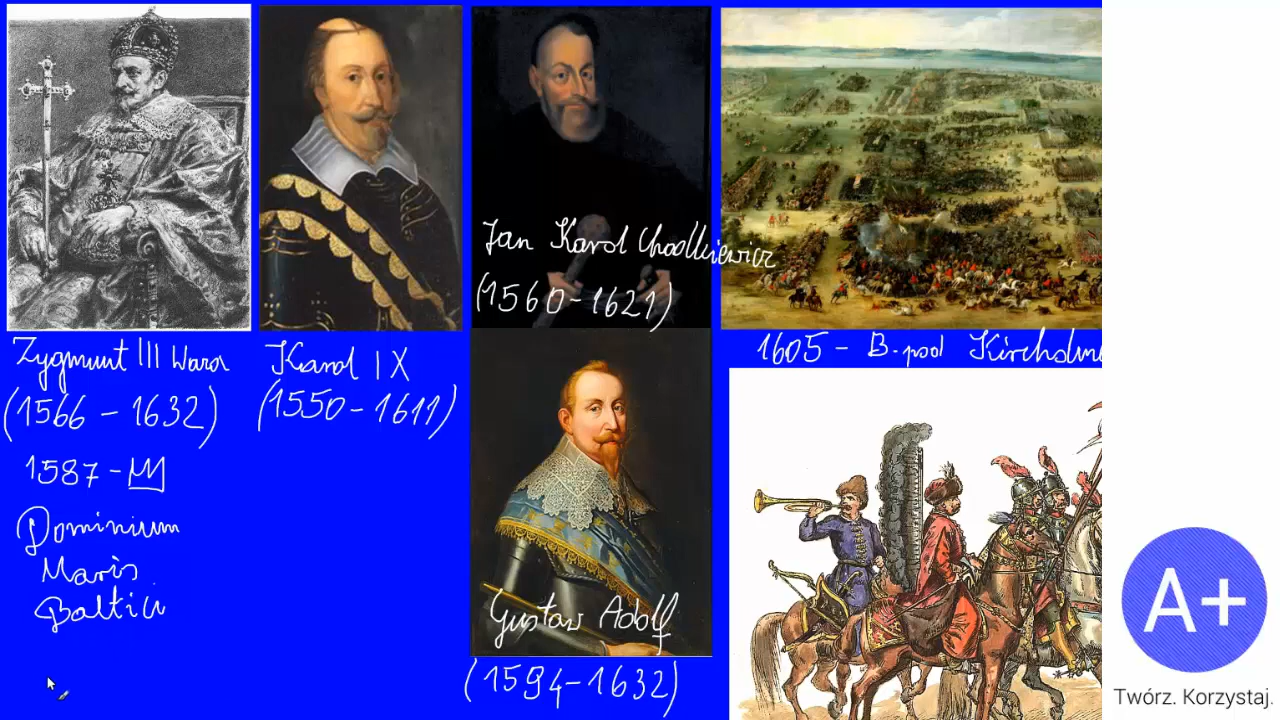 Zygmunt III Waza
(1566 - 1632)
1587 -
Dominium
Maris
Baltici
Karol IX
(1550 - 1611)
Jan Karol Chodkiewicz
(1560 - 1621)
Gustaw Adolf
(1594 - 1632)
1605 - B. pod Kircholme
A+
Twórz. Korzystaj.